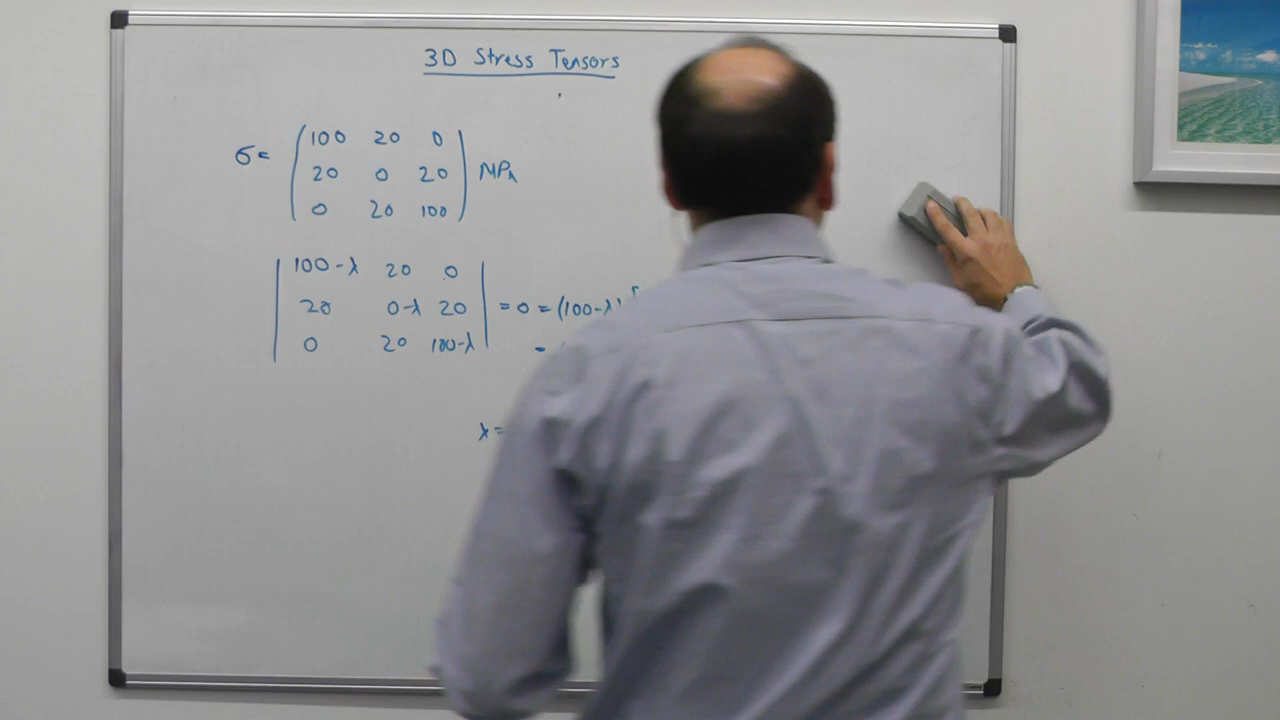 3D Stress Tensors
σ = ( 100 20 0
20 0 20
0 20 100 ) MPa
| 100-λ 20 0 |
| 20 0-λ 20 | = 0 = (100-λ) [
| 0 20 100-λ | =
λ =